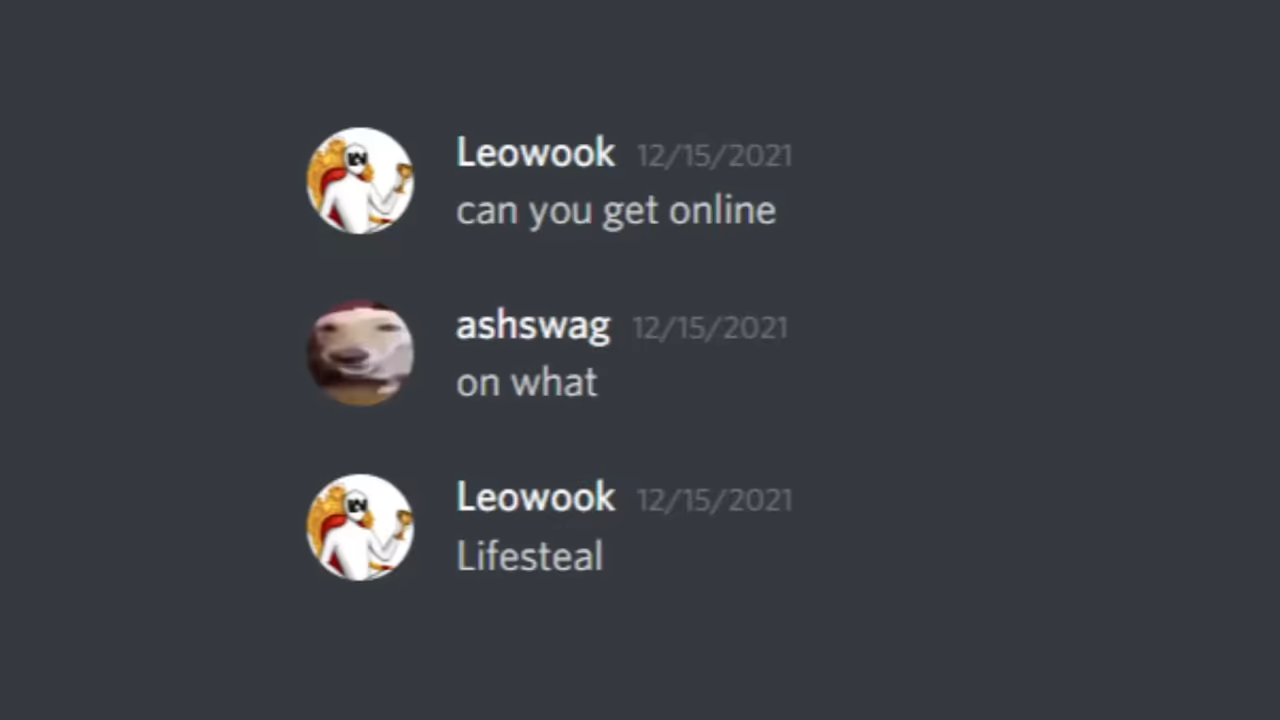 Leowook 12/15/2021
can you get online
ashswag 12/15/2021
on what
Leowook 12/15/2021
Lifesteal